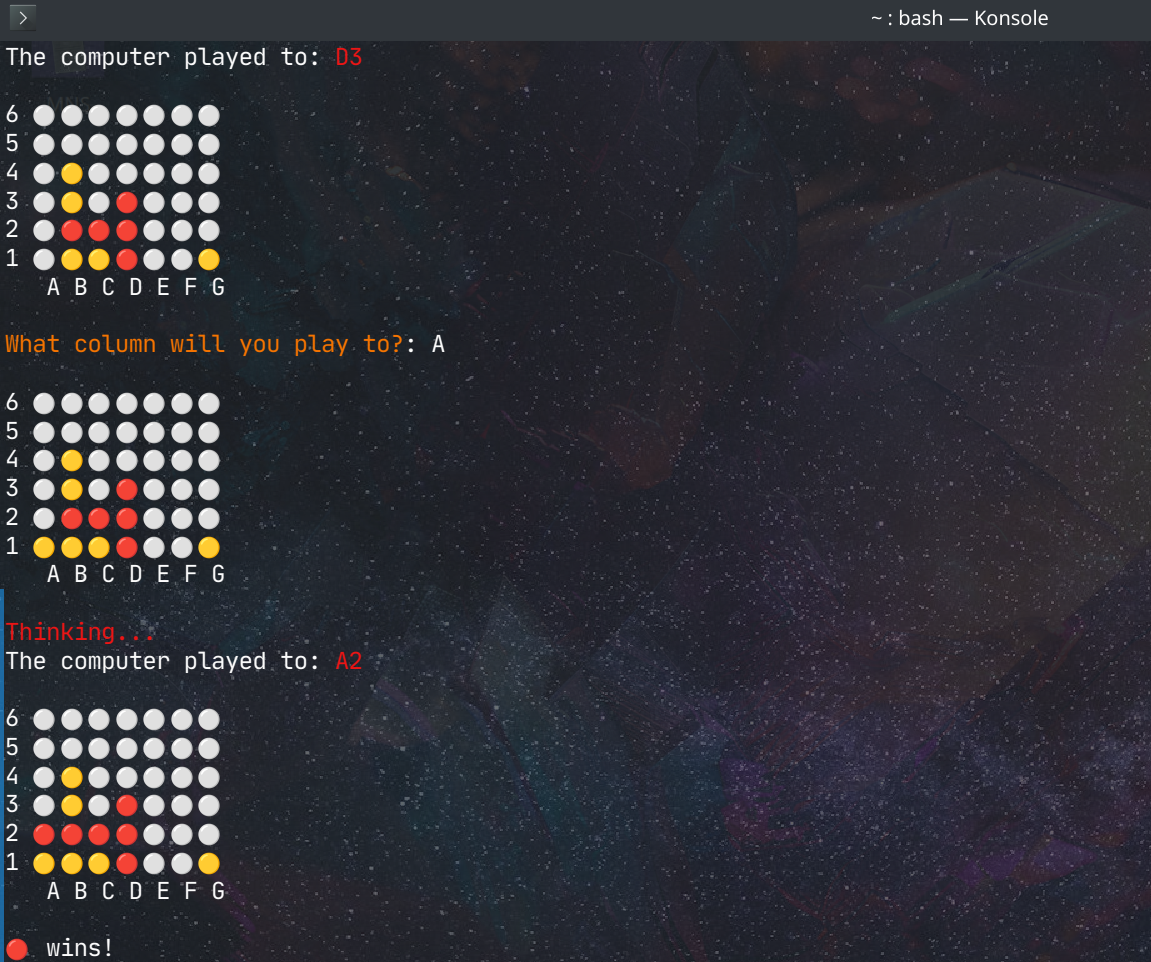 ~ : bash — Konsole
The computer played to: D3
6
5
4
3
2
1
A B C D E F G
What column will you play to?: A
6
5
4
3
2
1
A B C D E F G
Thinking...
The computer played to: A2
6
5
4
3
2
1
A B C D E F G
wins!